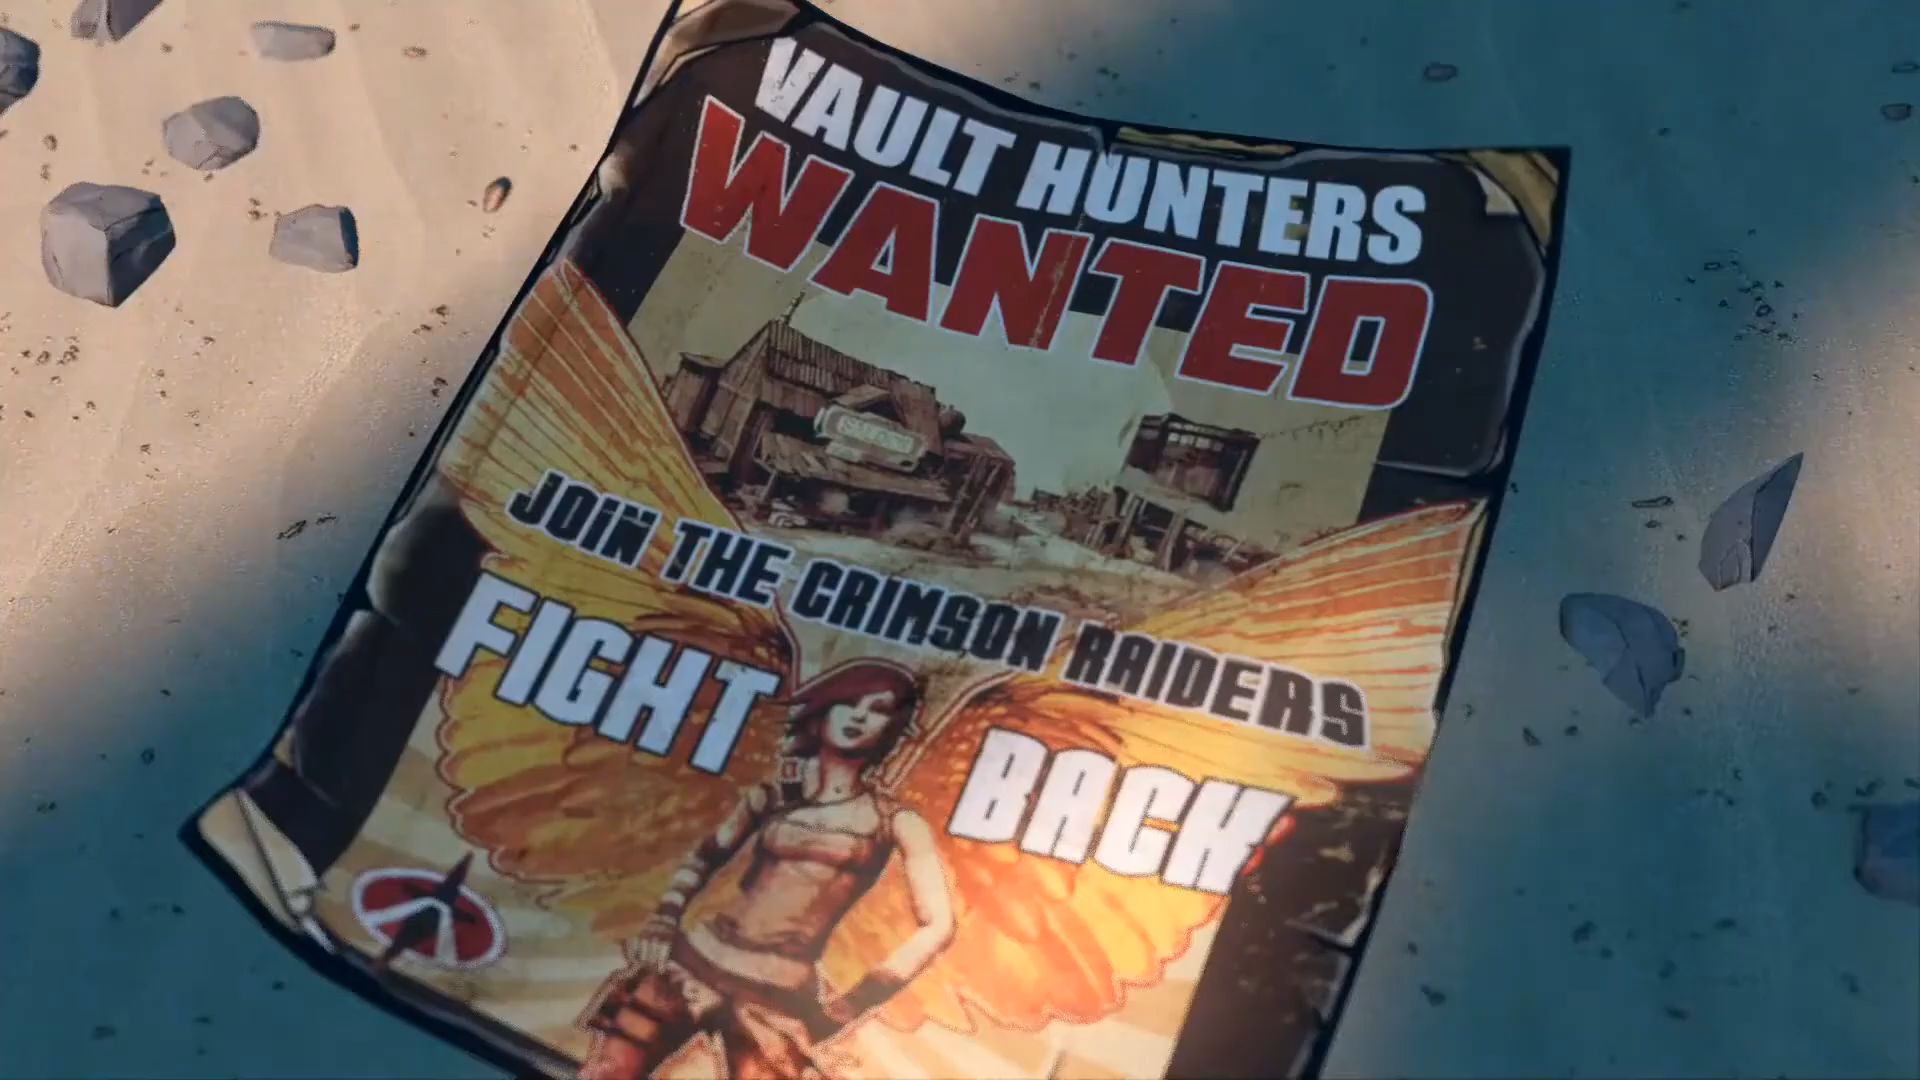 VAULT HUNTERS
WANTED
JOIN THE CRIMSON RAIDERS
FIGHT
BACK